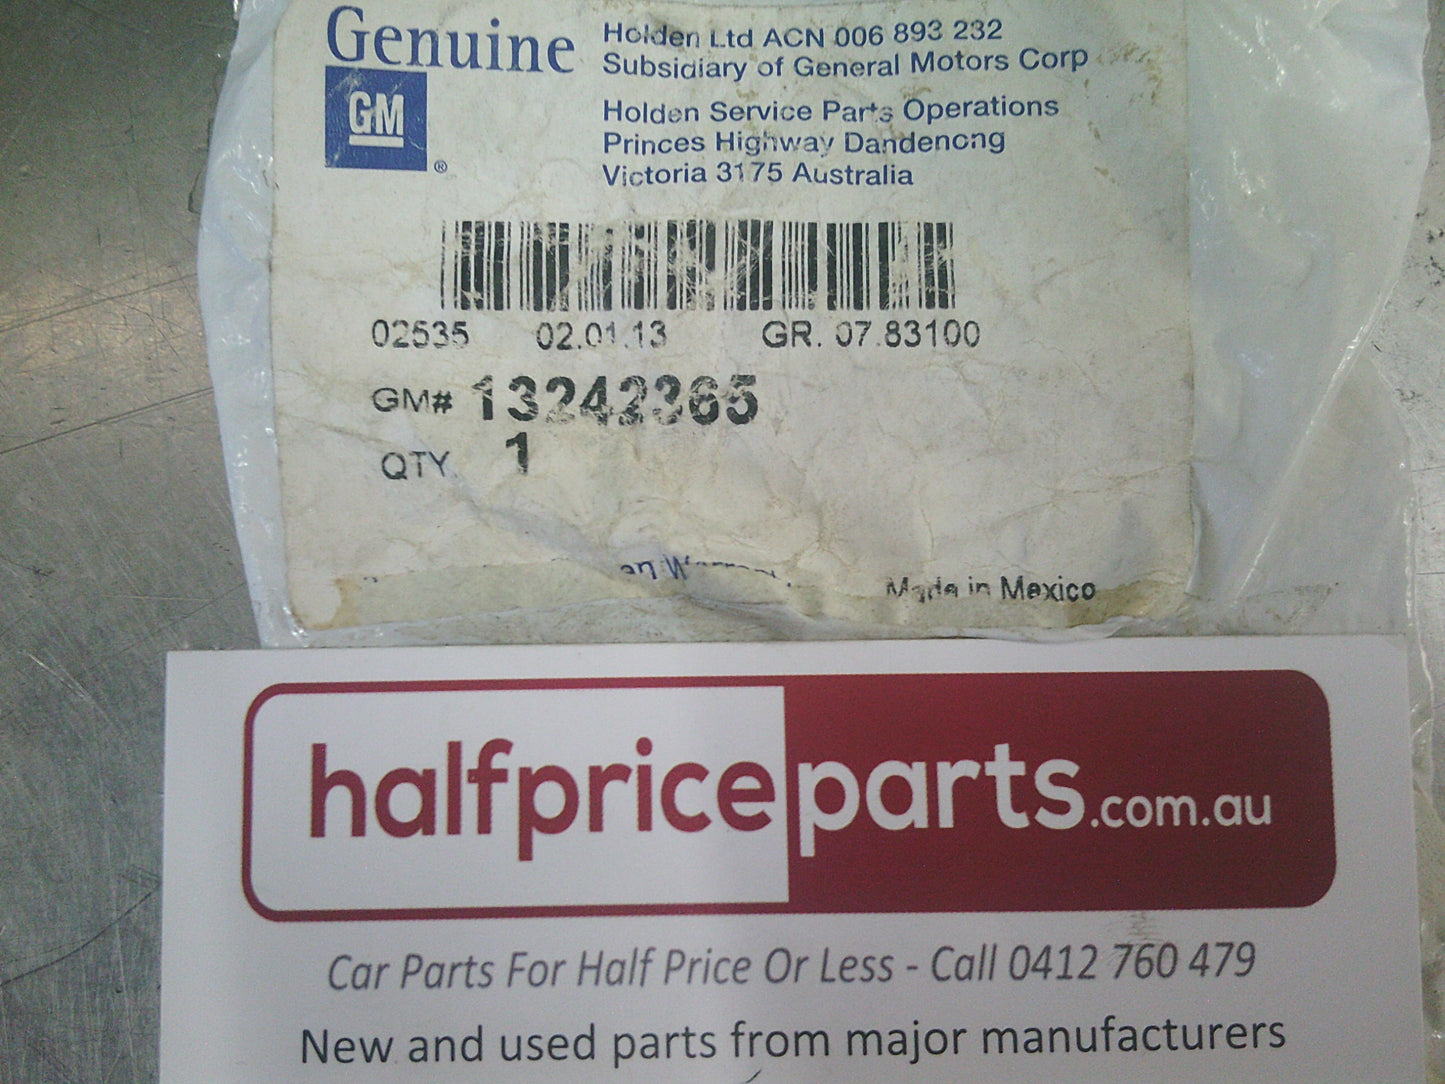 Genuine
GM
®
Holden Ltd ACN 006 893 232
Subsidiary of General Motors Corp
Holden Service Parts Operations
Princes Highway Dandenong
Victoria 3175 Australia
02535 02.01.13 GR. 07.83100
GM# 13242365
QTY 1
Made in Mexico
halfpriceparts.com.au
Car Parts For Half Price Or Less - Call 0412 760 479
New and used parts from major manufacturers